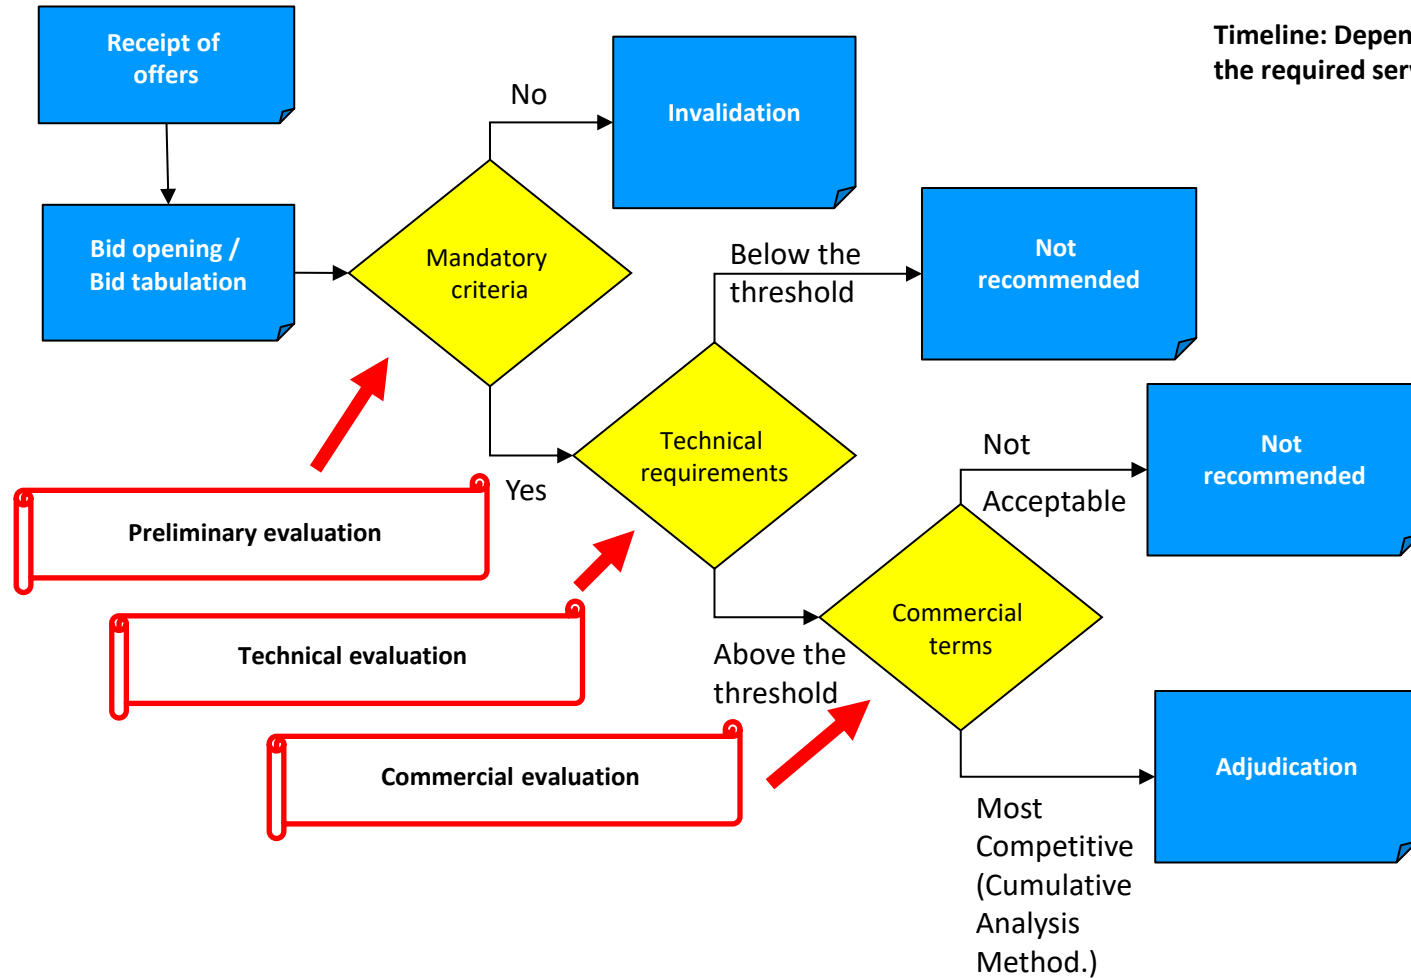 Receipt of
offers
Timeline: Depen
the required serv
No
Invalidation
Bid opening /
Bid tabulation
Mandatory
criteria
Below the
threshold
Not
recommended
Technical
requirements
Yes
Not
Acceptable
Not
recommended
Preliminary evaluation
Commercial
terms
Technical evaluation
Above the
threshold
Commercial evaluation
Adjudication
Most
Competitive
(Cumulative
Analysis
Method.)